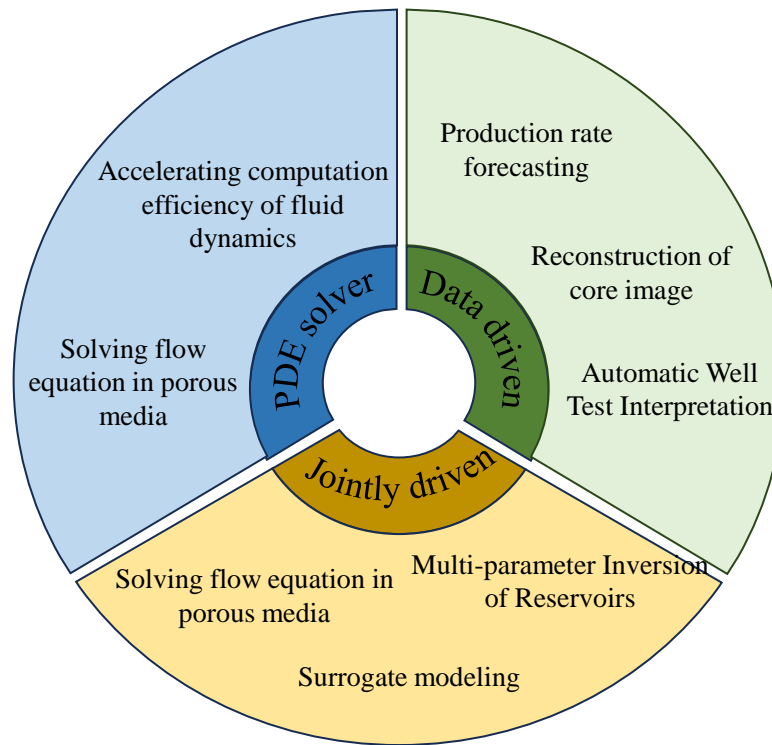 Accelerating computation
efficiency of fluid
dynamics
Solving flow
equation in porous
media
PDE solver
Production rate
forecasting
Reconstruction of
core image
Automatic Well
Test Interpretation
Data driven
Jointly driven
Solving flow equation in
porous media
Multi-parameter Inversion
of Reservoirs
Surrogate modeling